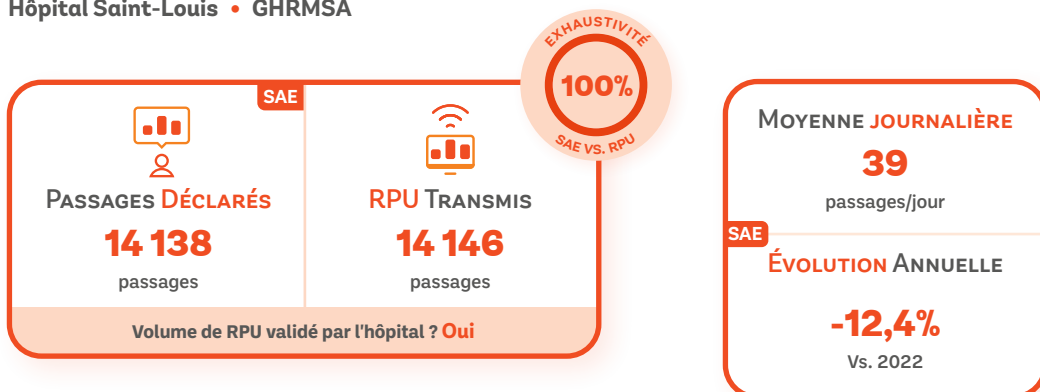 Hôpital Saint-Louis • GHRMSA
EXHAUSTIVITÉ
100%
SAE VS. RPU
SAE
PASSAGES DÉCLARÉS
14 138
passages
RPU TRANSMIS
14 146
passages
Volume de RPU validé par l'hôpital ? Oui
MOYENNE JOURNALIÈRE
39
passages/jour
SAE
ÉVOLUTION ANNUELLE
-12,4%
Vs. 2022